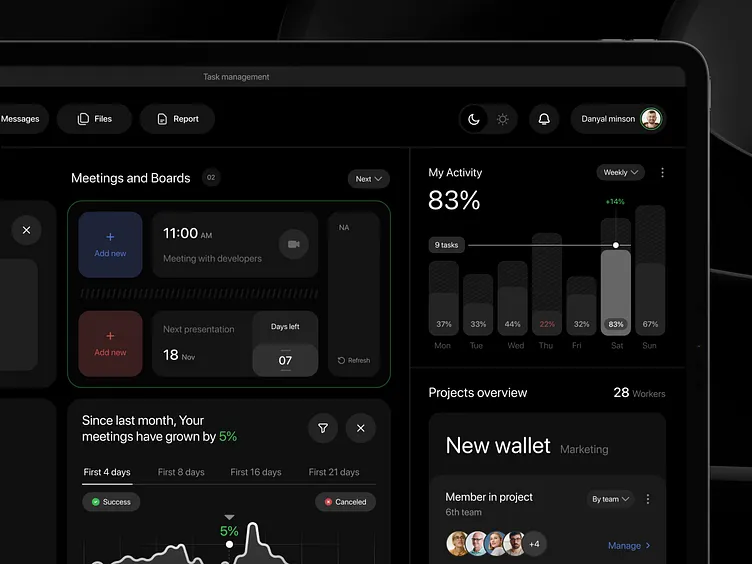 Task management
Messages
Files
Report
Danyal minson
Meetings and Boards
02
Next
Add new
11:00 AM
Meeting with developers
NA
Add new
Next presentation
18 Nov
Days left
07
Refresh
Since last month, Your
meetings have grown by 5%
First 4 days
First 8 days
First 16 days
First 21 days
Success
Canceled
5%
My Activity
Weekly
83%
+14%
9 tasks
37%
33%
44%
22%
32%
83%
67%
Mon
Tue
Wed
Thu
Fri
Sat
Sun
Projects overview
28 Workers
New wallet Marketing
Member in project
By team
6th team
+4
Manage